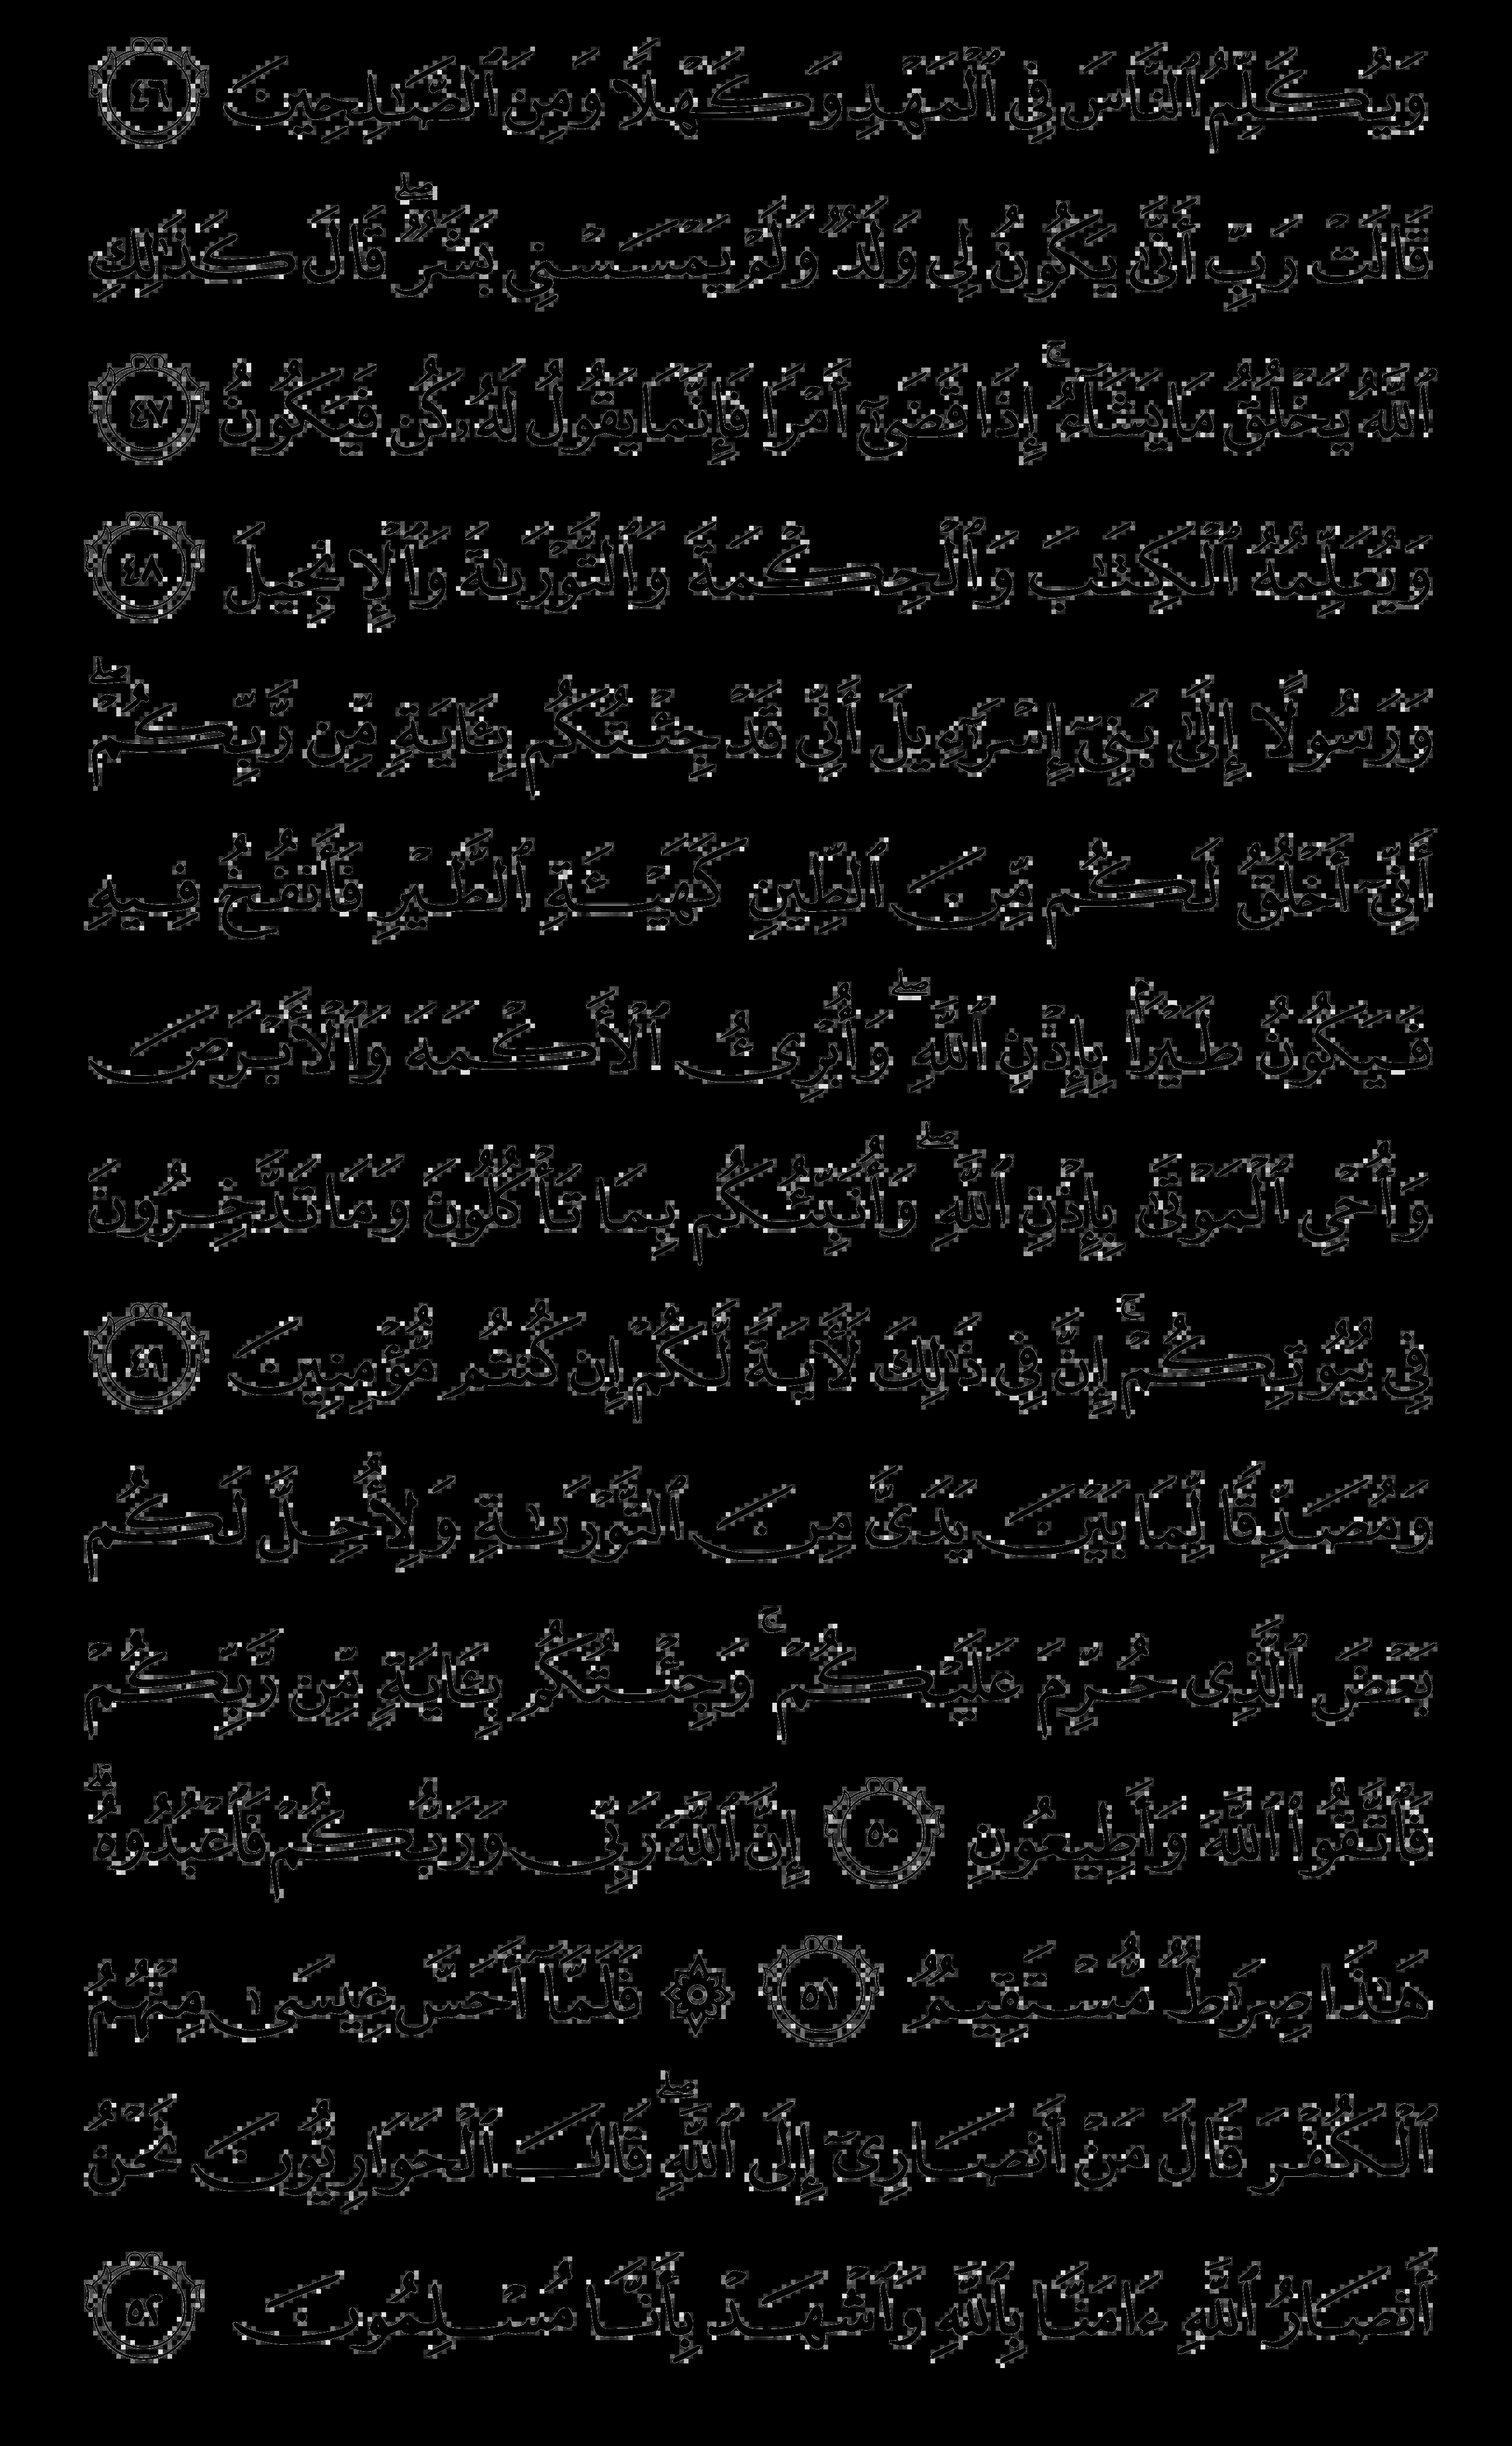 وَيُكَلِّمُ ٱلنَّاسَ فِى ٱلْمَهْدِ وَكَهْلًا وَمِنَ ٱلصَّـٰلِحِينَ ٤٦
قَالَتْ رَبِّ أَنَّىٰ يَكُونُ لِى وَلَدٌ وَلَمْ يَمْسَسْنِى بَشَرٌ ۖ قَالَ كَذَٰلِكِ
ٱللَّهُ يَخْلُقُ مَا يَشَآءُ ۚ إِذَا قَضَىٰٓ أَمْرًا فَإِنَّمَا يَقُولُ لَهُۥ كُن فَيَكُونُ ٤٧
وَيُعَلِّمُهُ ٱلْكِتَـٰبَ وَٱلْحِكْمَةَ وَٱلتَّوْرَىٰةَ وَٱلْإِنجِيلَ ٤٨
وَرَسُولًا إِلَىٰ بَنِىٓ إِسْرَٰٓءِيلَ أَنِّى قَدْ جِئْتُكُم بِـَٔايَةٍ مِّن رَّبِّكُمْ ۖ
أَنِّىٓ أَخْلُقُ لَكُم مِّنَ ٱلطِّينِ كَهَيْـَٔةِ ٱلطَّيْرِ فَأَنفُخُ فِيهِ
فَيَكُونُ طَيْرًۢا بِإِذْنِ ٱللَّهِ ۖ وَأُبْرِئُ ٱلْأَكْمَهَ وَٱلْأَبْرَصَ
وَأُحْىِ ٱلْمَوْتَىٰ بِإِذْنِ ٱللَّهِ ۖ وَأُنَبِّئُكُم بِمَا تَأْكُلُونَ وَمَا تَدَّخِرُونَ
فِى بُيُوتِكُمْ ۚ إِنَّ فِى ذَٰلِكَ لَـَٔايَةً لَّكُمْ إِن كُنتُم مُّؤْمِنِينَ ٤٩
وَمُصَدِّقًا لِّمَا بَيْنَ يَدَىَّ مِنَ ٱلتَّوْرَىٰةِ وَلِأُحِلَّ لَكُم
بَعْضَ ٱلَّذِى حُرِّمَ عَلَيْكُمْ ۚ وَجِئْتُكُم بِـَٔايَةٍ مِّن رَّبِّكُمْ
فَٱتَّقُوا۟ ٱللَّهَ وَأَطِيعُونِ ٥٠ إِنَّ ٱللَّهَ رَبِّى وَرَبُّكُمْ فَٱعْبُدُوهُ ۗ
هَـٰذَا صِرَٰطٌ مُّسْتَقِيمٌ ٥١ ۞ فَلَمَّآ أَحَسَّ عِيسَىٰ مِنْهُمُ
ٱلْكُفْرَ قَالَ مَنْ أَنصَارِىٓ إِلَى ٱللَّهِ ۖ قَالَ ٱلْحَوَارِيُّونَ نَحْنُ
أَنصَارُ ٱللَّهِ ءَامَنَّا بِٱللَّهِ وَٱشْهَدْ بِأَنَّا مُسْلِمُونَ ٥٢